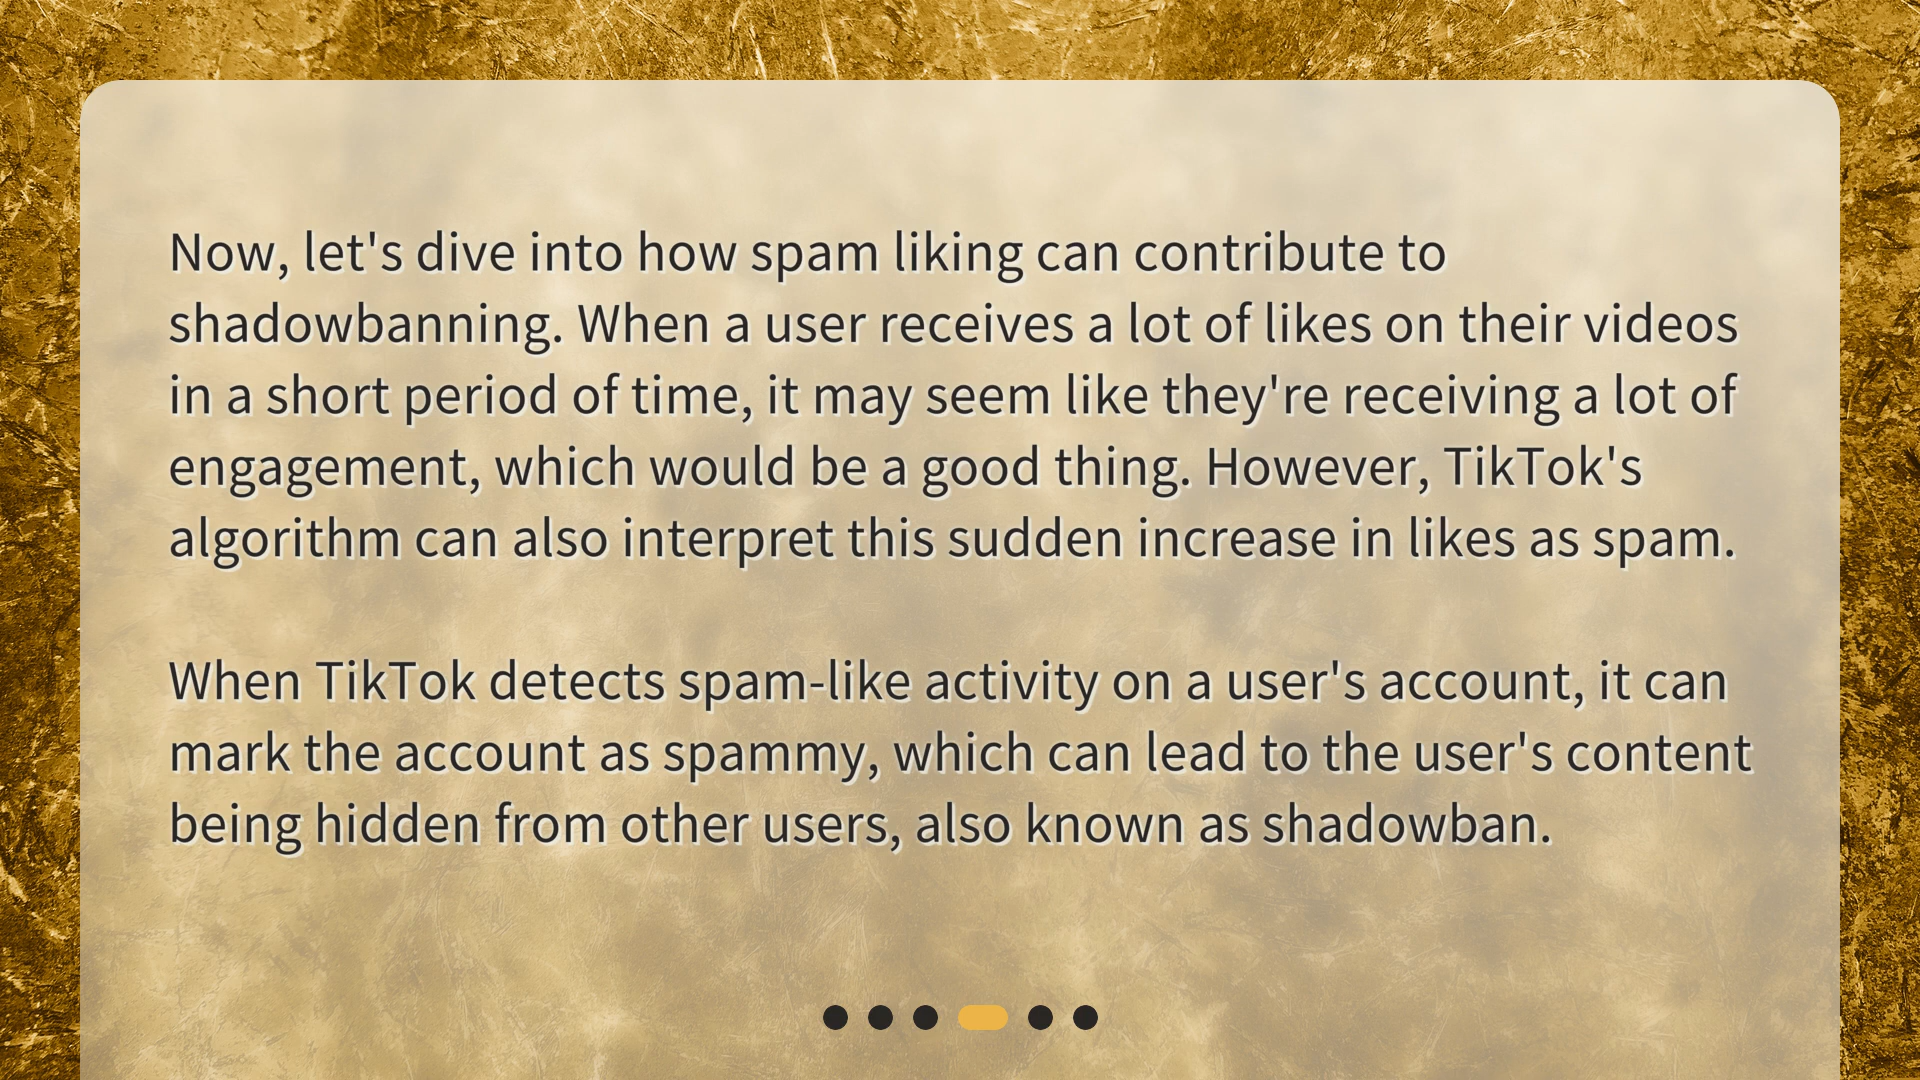 Now, let's dive into how spam liking can contribute to
shadowbanning. When a user receives a lot of likes on their videos
in a short period of time, it may seem like they're receiving a lot of
engagement, which would be a good thing. However, TikTok's
algorithm can also interpret this sudden increase in likes as spam.
When TikTok detects spam-like activity on a user's account, it can
mark the account as spammy, which can lead to the user's content
being hidden from other users, also known as shadowban.